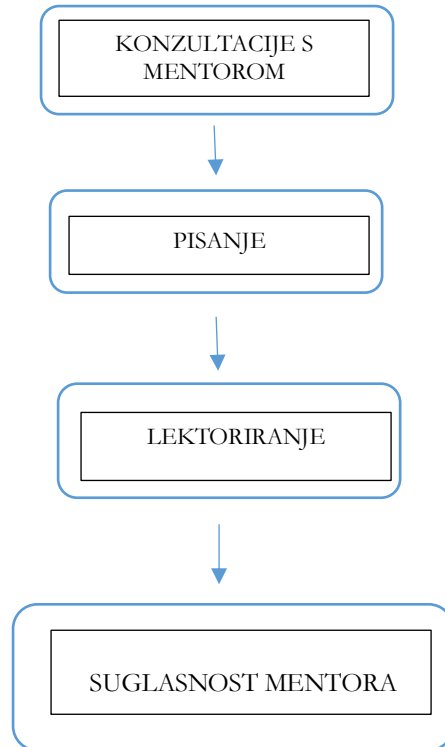 KONZULTACIJE S
MENTOROM
PISANJE
LEKTORIRANJE
SUGLASNOST MENTORA